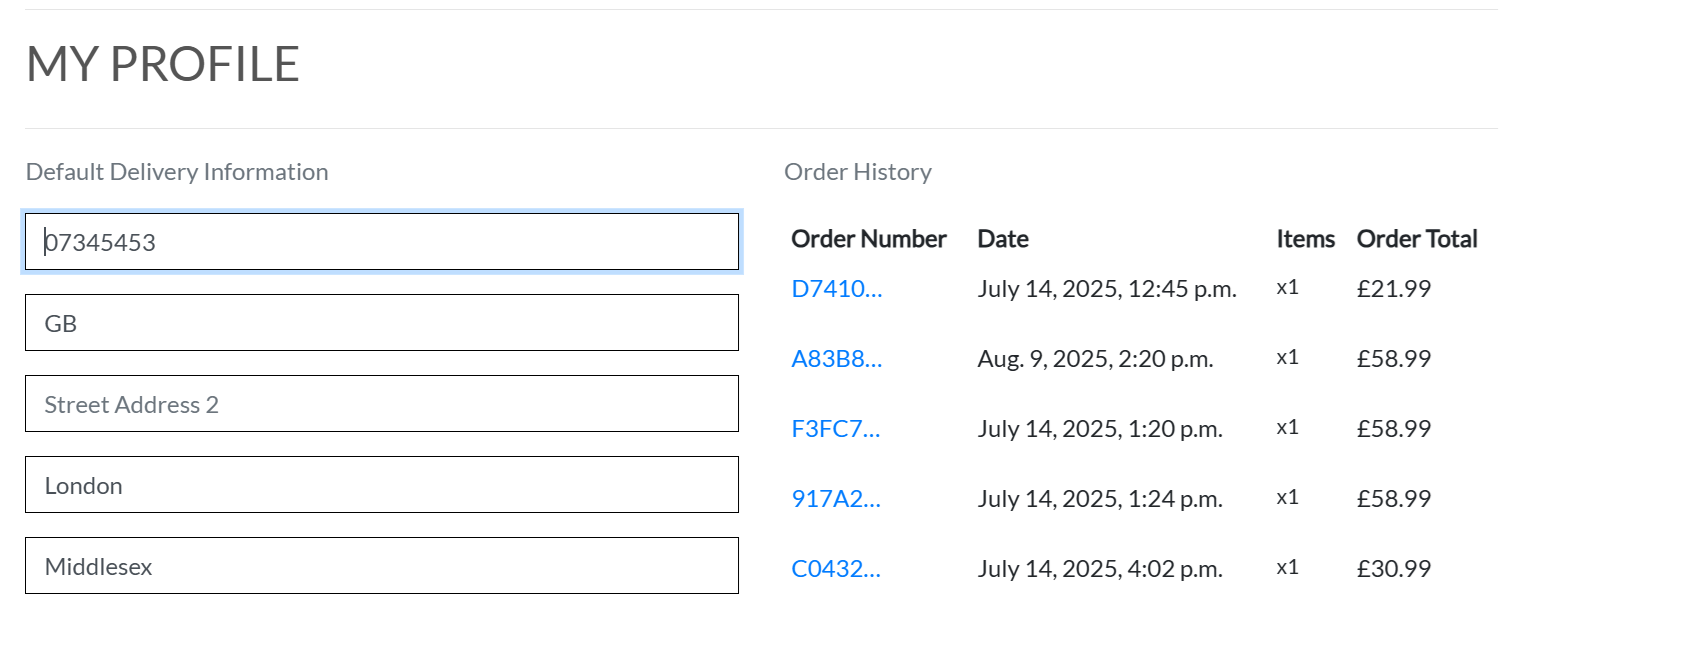 MY PROFILE
Default Delivery Information
07345453
GB
Street Address 2
London
Middlesex
Order History
Order Number Date Items Order Total
D7410... July 14, 2025, 12:45 p.m. x1 £21.99
A83B8... Aug. 9, 2025, 2:20 p.m. x1 £58.99
F3FC7... July 14, 2025, 1:20 p.m. x1 £58.99
917A2... July 14, 2025, 1:24 p.m. x1 £58.99
C0432... July 14, 2025, 4:02 p.m. x1 £30.99